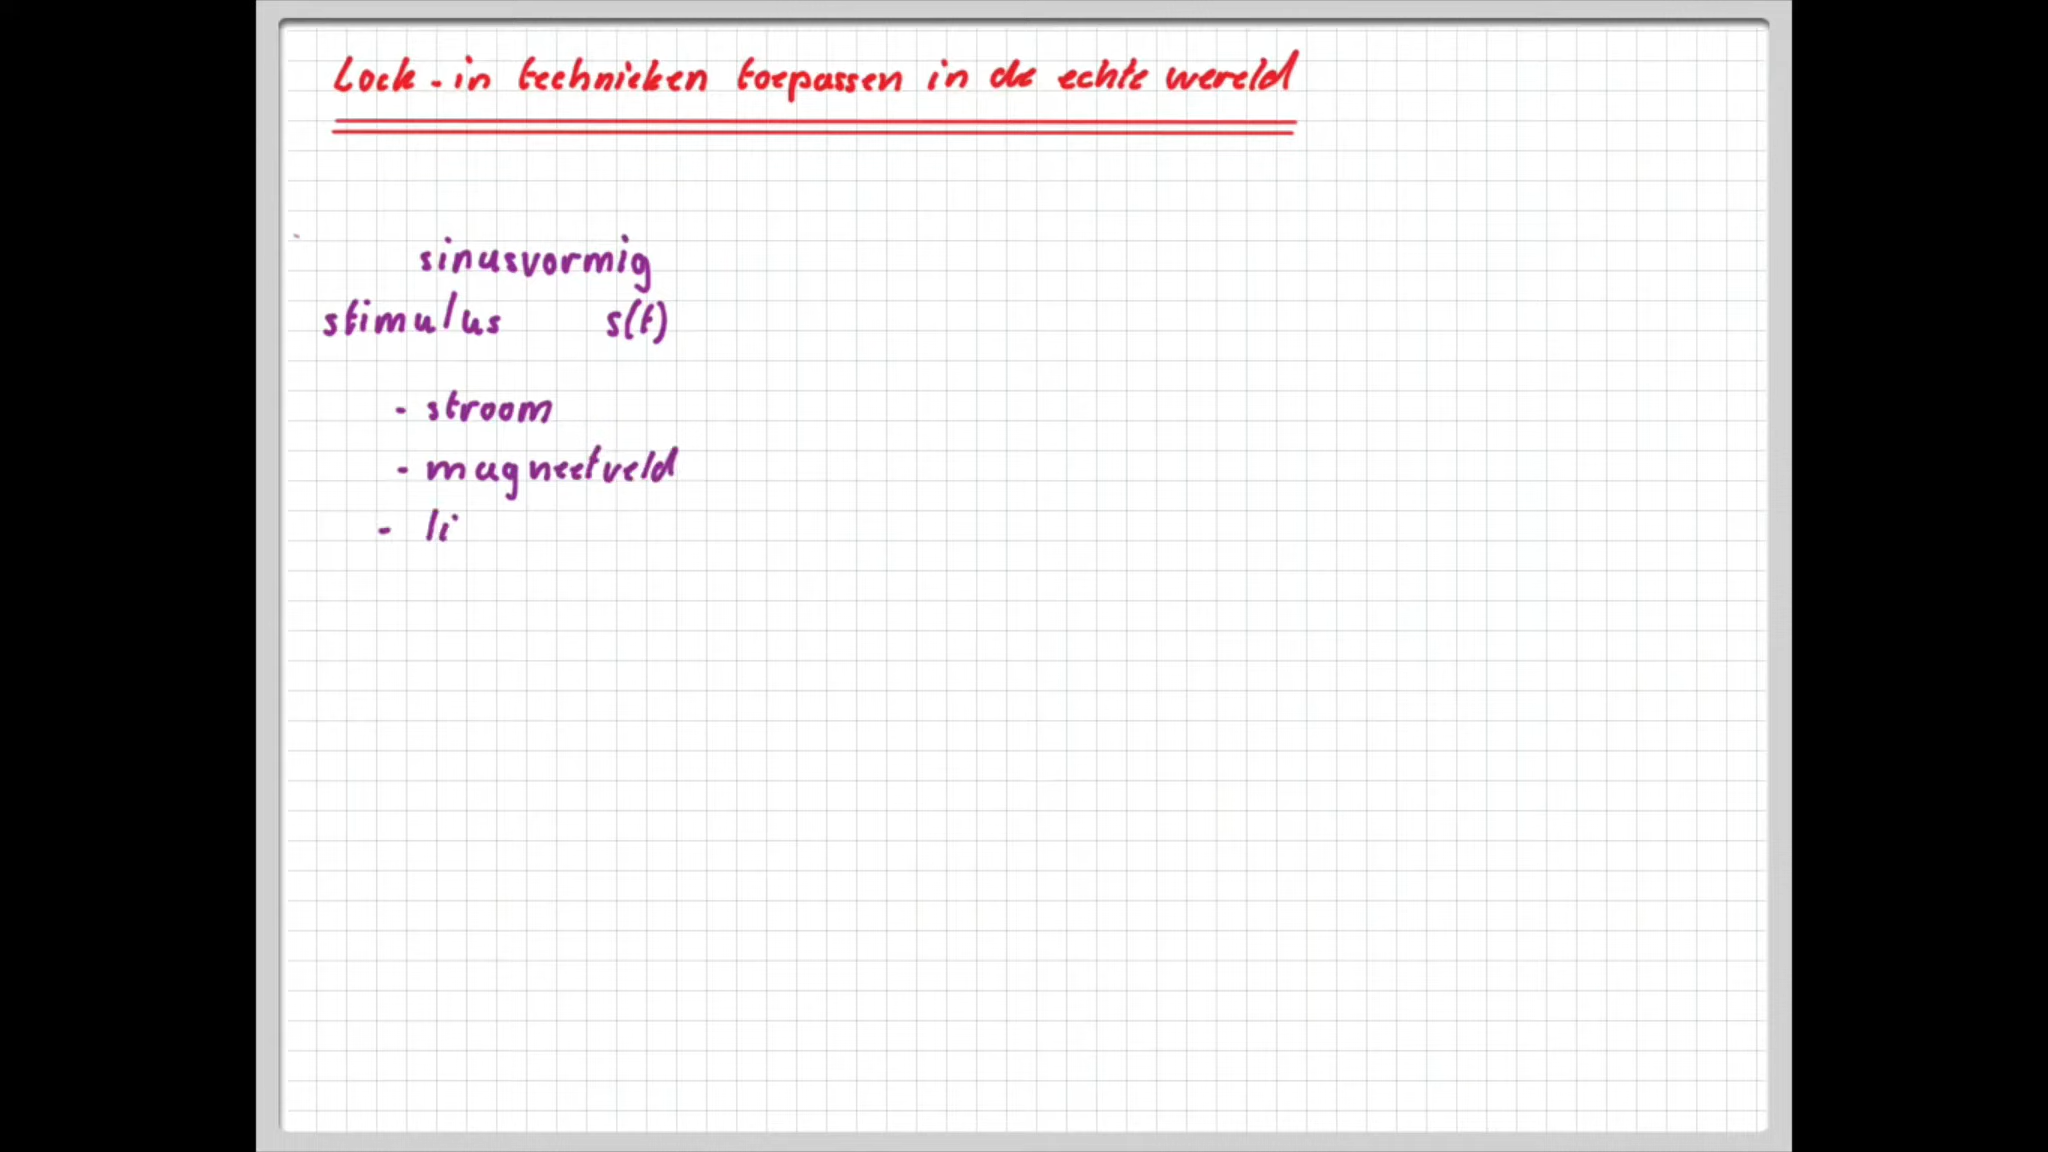 Lock-in technieken toepassen in de echte wereld
sinusvormig
stimulus s(t)
- stroom
- magneetveld
- li